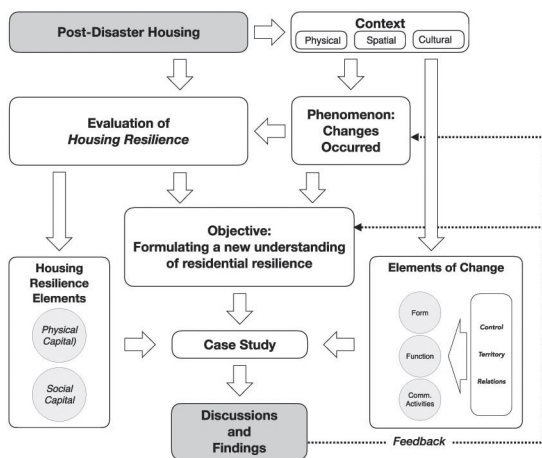 Post-Disaster Housing
Context
Physical
Spatial
Cultural
Evaluation of
Housing Resilience
Phenomenon:
Changes
Occurred
Objective:
Formulating a new understanding
of residential resilience
Housing
Resilience
Elements
Physical
Capital)
Social
Capital
Case Study
Elements of Change
Form
Function
Comm.
Activities
Control
Territory
Relations
Discussions
and
Findings
Feedback